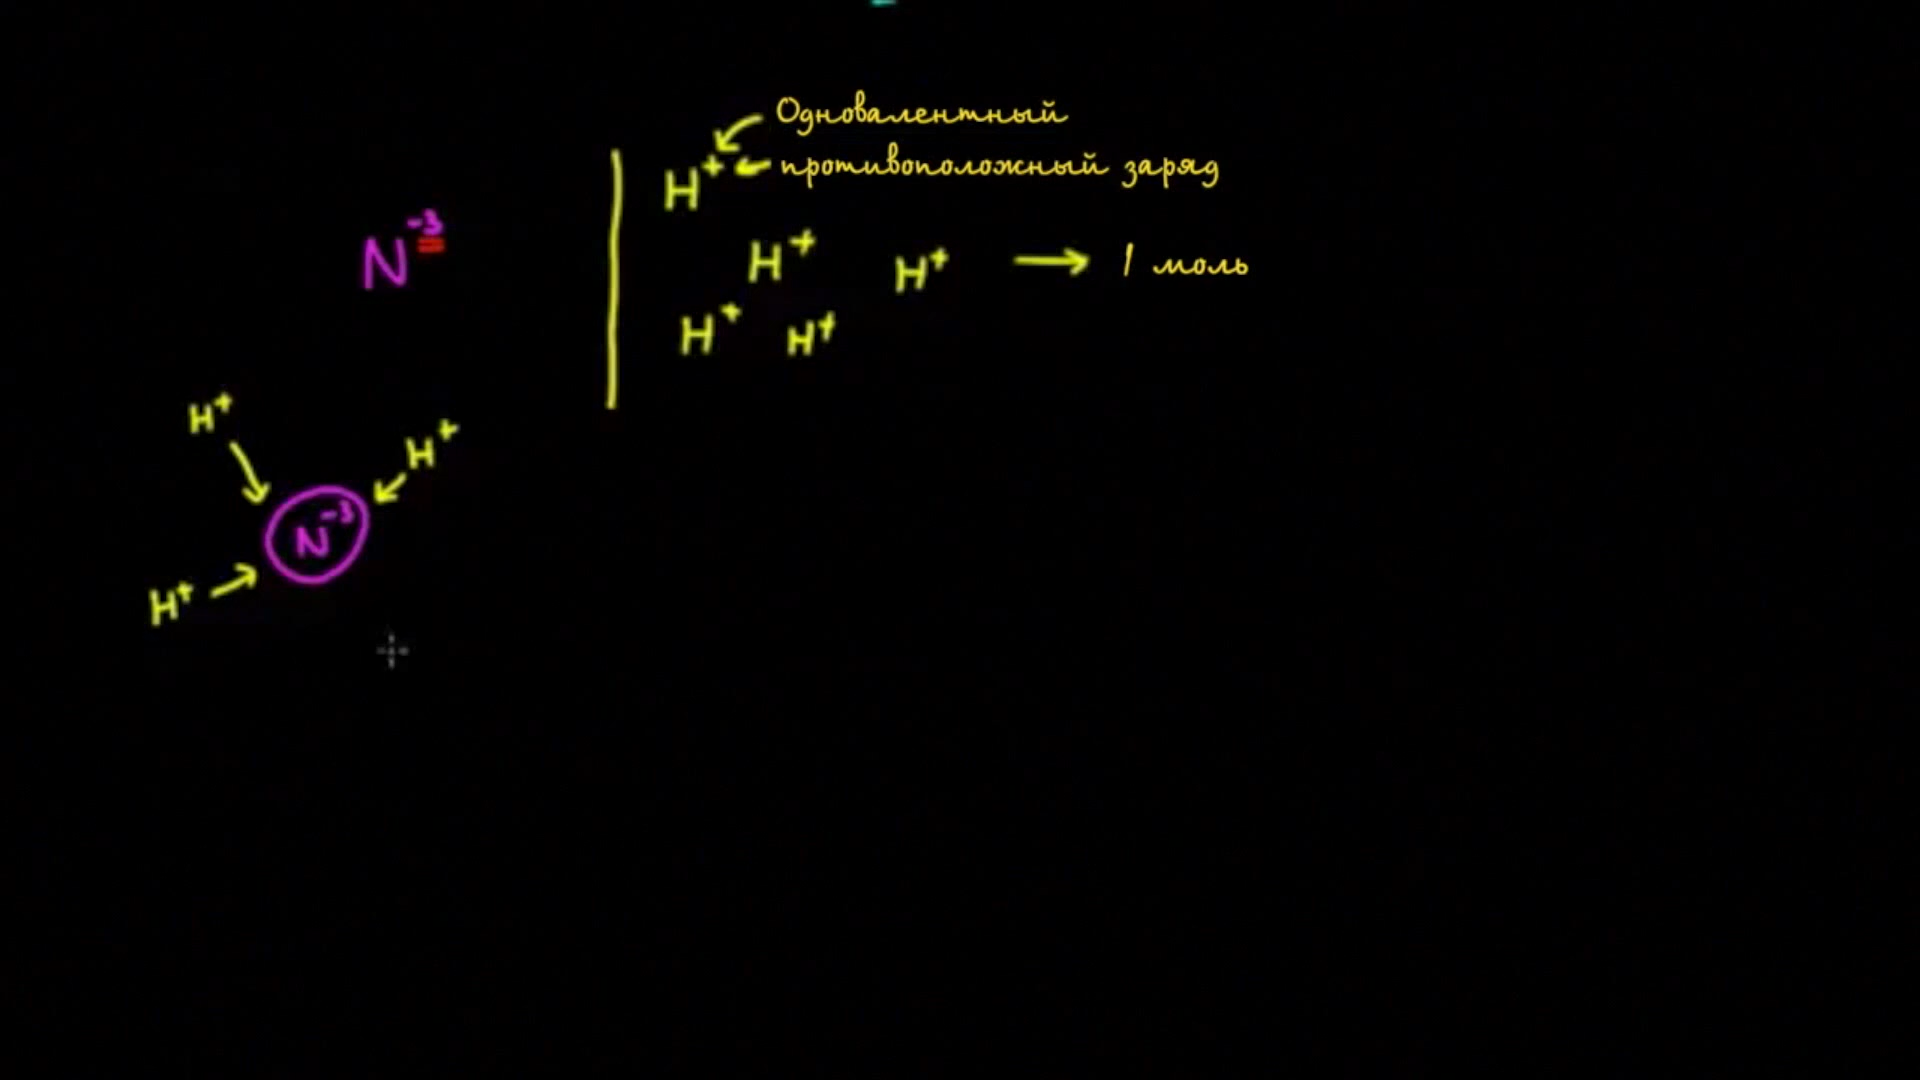 Одновалентный
H⁺ противоположный заряд
N⁻³
H⁺ H⁺ → 1 моль
H⁺ H⁺
H⁺
H⁺
N⁻³
H⁺